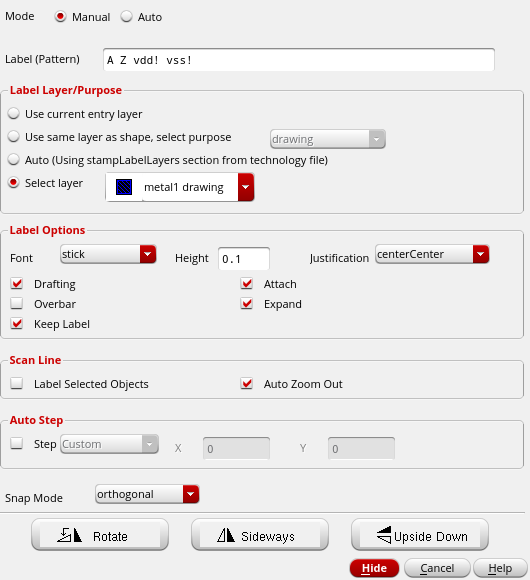 Mode Manual Auto
Label (Pattern) A Z vdd! vss!
Label Layer/Purpose
Use current entry layer
Use same layer as shape, select purpose drawing
Auto (Using stampLabelLayers section from technology file)
Select layer metal1 drawing
Label Options
Font stick Height 0.1 Justification centerCenter
Drafting Attach
Overbar Expand
Keep Label
Scan Line
Label Selected Objects Auto Zoom Out
Auto Step
Step Custom X 0 Y 0
Snap Mode orthogonal
Rotate Sideways Upside Down
Hide Cancel Help